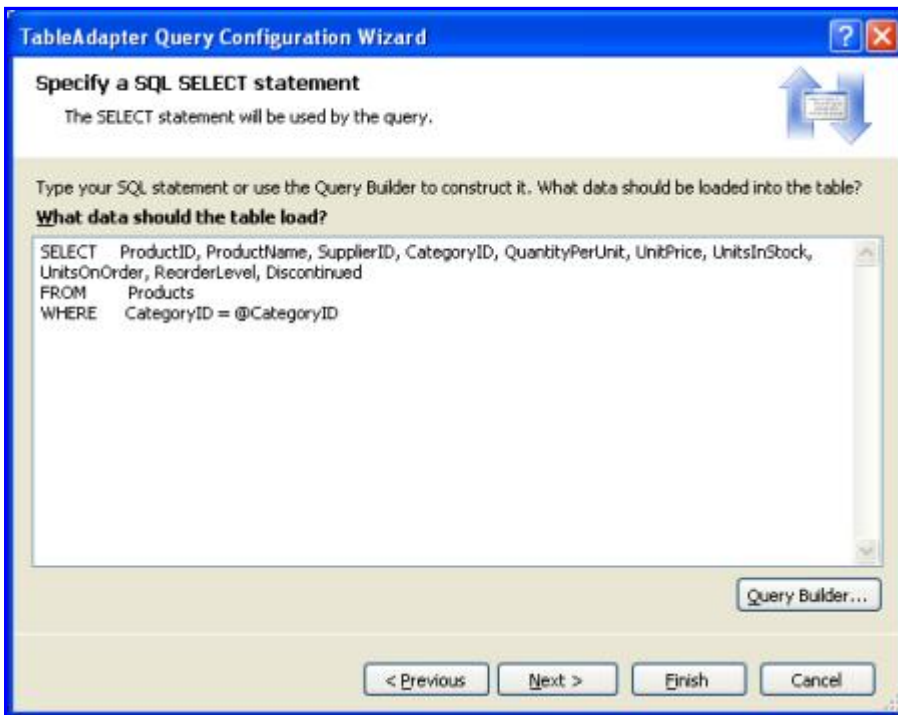 TableAdapter Query Configuration Wizard
?
Specify a SQL SELECT statement
The SELECT statement will be used by the query.
Type your SQL statement or use the Query Builder to construct it. What data should be loaded into the table?
What data should the table load?
SELECT ProductID, ProductName, SupplierID, CategoryID, QuantityPerUnit, UnitPrice, UnitsInStock,
UnitsOnOrder, ReorderLevel, Discontinued
FROM Products
WHERE CategoryID = @CategoryID
Query Builder...
< Previous Next > Finish Cancel